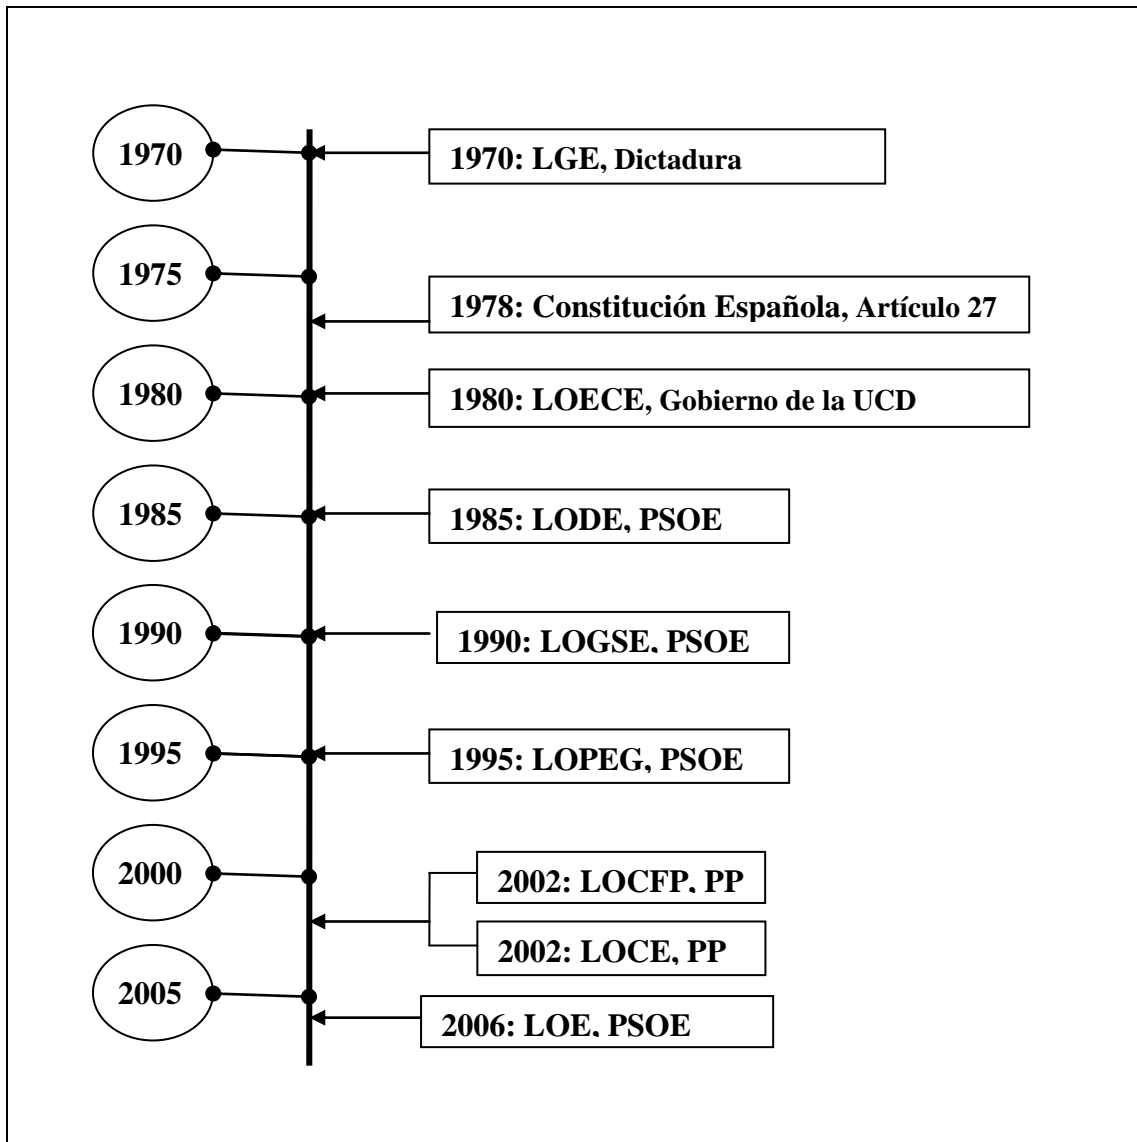 1970
1970: LGE, Dictadura
1975
1978: Constitución Española, Artículo 27
1980
1980: LOECE, Gobierno de la UCD
1985
1985: LODE, PSOE
1990
1990: LOGSE, PSOE
1995
1995: LOPEG, PSOE
2000
2002: LOCFP, PP
2002: LOCE, PP
2005
2006: LOE, PSOE